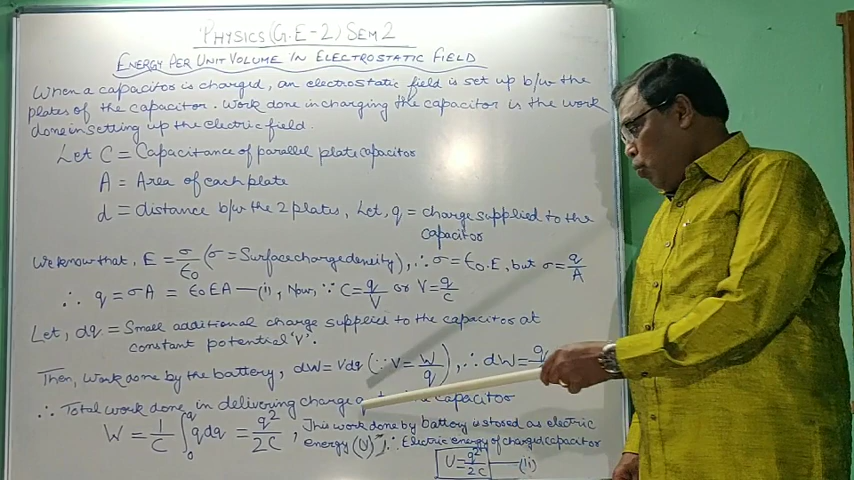 PHYSICS (G.E-2) SEM 2
ENERGY PER UNIT VOLUME IN ELECTROSTATIC FIELD
When a capacitor is charged, an electrostatic field is set up b/w the
plates of the capacitor. Work done in charging the capacitor is the work
done in setting up the electric field.
Let C = Capacitance of parallel plate capacitor
A = Area of each plate
d = distance b/w the 2 plates, Let, q = charge supplied to the
capacitor
We know that, E = σ/ϵ₀ (σ = Surface charge density), ∴ σ = ϵ₀.E, but σ = q/A
∴ q = σA = ϵ₀EA —(i), Now, ∵ C = q/V or V = q/C
Let, dq = Small additional charge supplied to the capacitor at
constant potential 'V'.
Then, Work done by the battery, dW = Vdq (∵ V = W/q), ∴ dW = q
∴ Total work done in delivering charge capacitor
W = 1/C ∫₀^q qdq = q²/2C, This work done by battery is stored as electric
energy (U), ∴ Electric energy of charged capacitor
U = q²/2C —(ii)